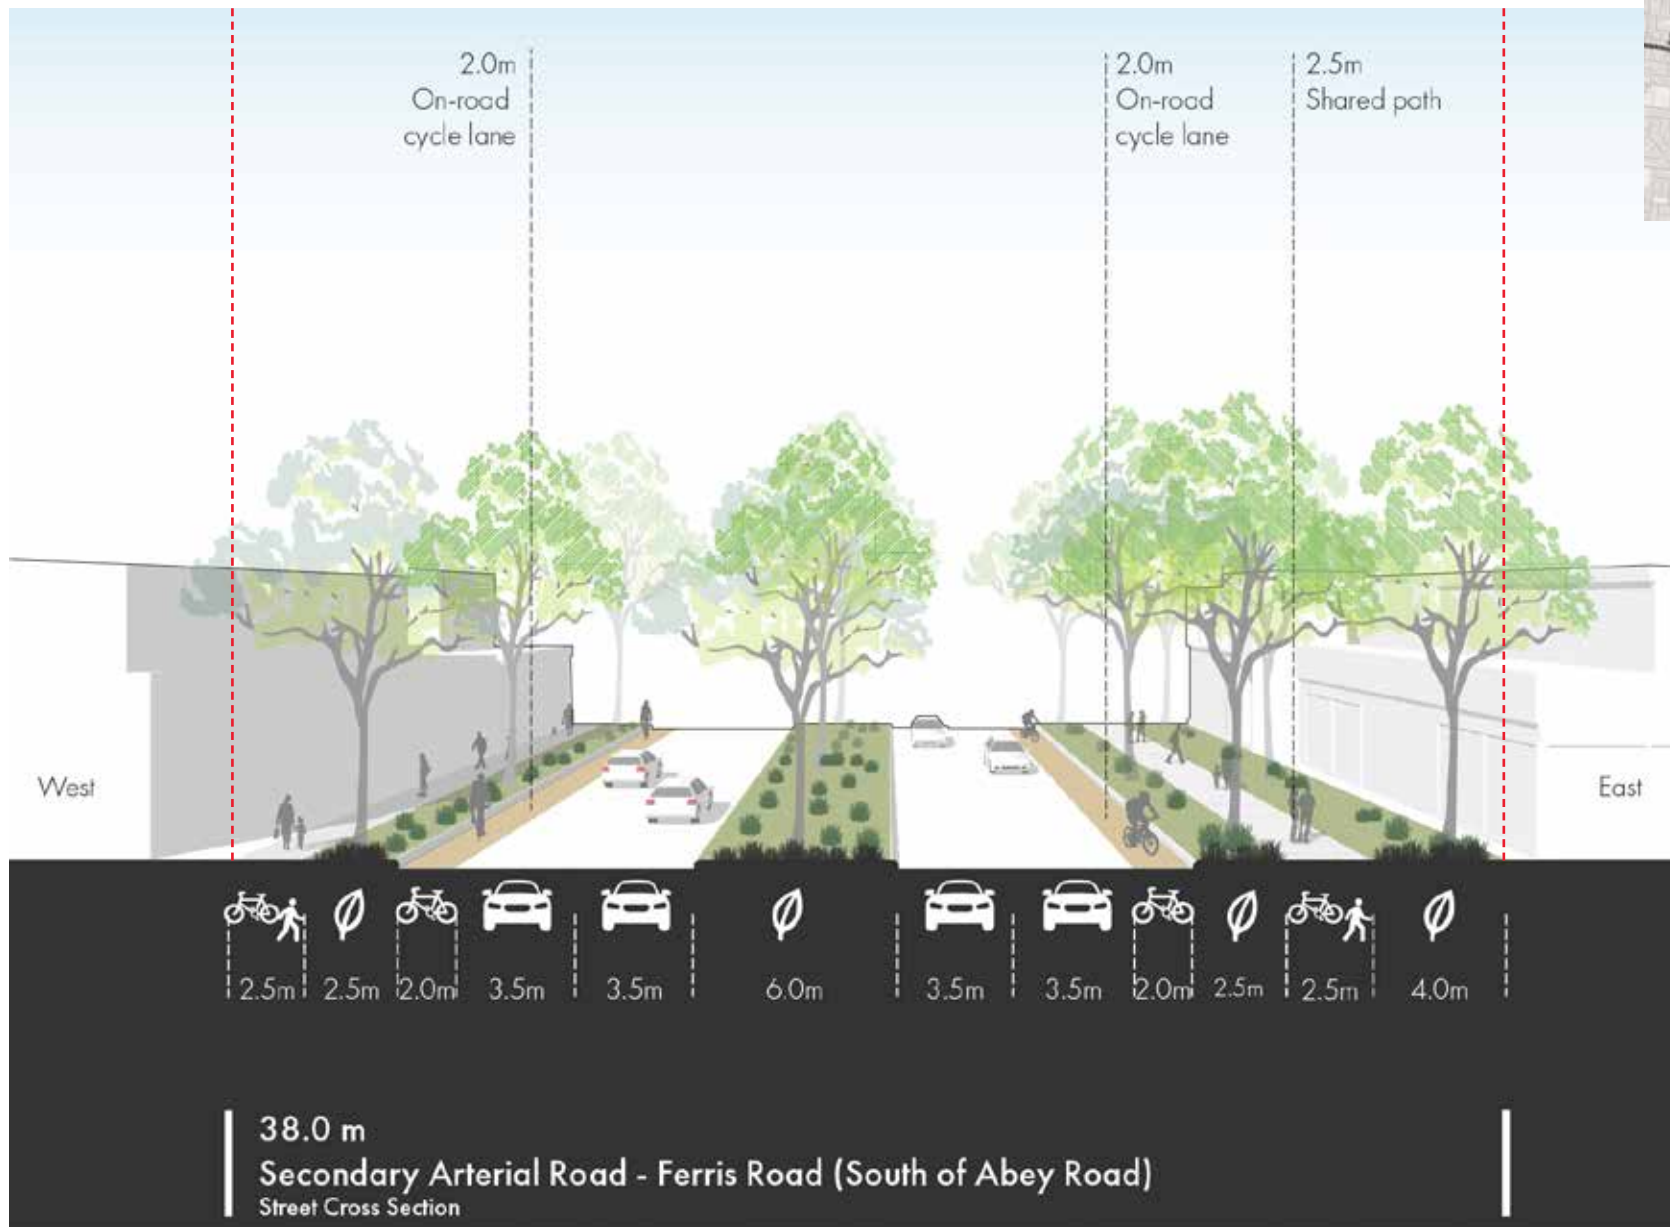 2.0m
On-road
cycle lane
2.0m
On-road
cycle lane
2.5m
Shared path
West
East
2.5m 2.5m 2.0m 3.5m 3.5m 6.0m 3.5m 3.5m 2.0m 2.5m 2.5m 4.0m
38.0 m
Secondary Arterial Road - Ferris Road (South of Abey Road)
Street Cross Section